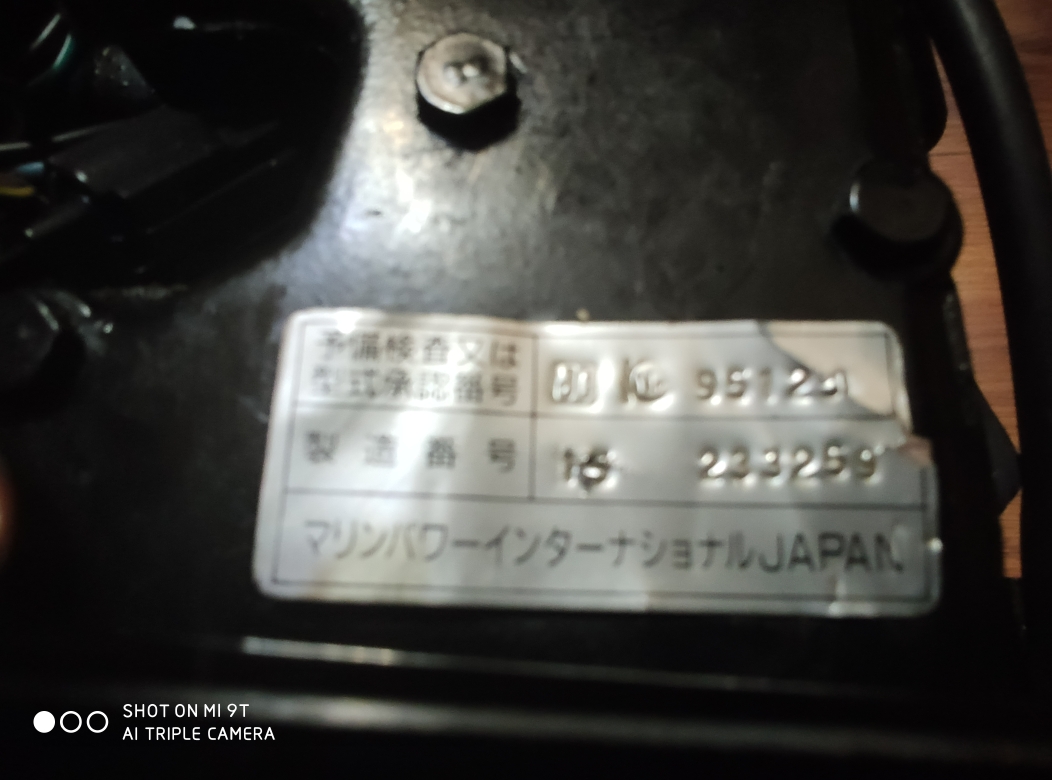 予備検査又は
型式承認番号
95124
製造番号
233259
マリンパワーインターナショナルJAPAN
SHOT ON MI 9T
AI TRIPLE CAMERA